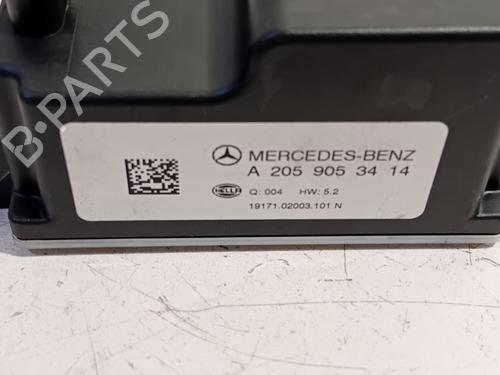 MERCEDES-BENZ
A 205 905 34 14
HELLA Q: 004 HW: 5.2
19171.02003.101 N
B-PARTS